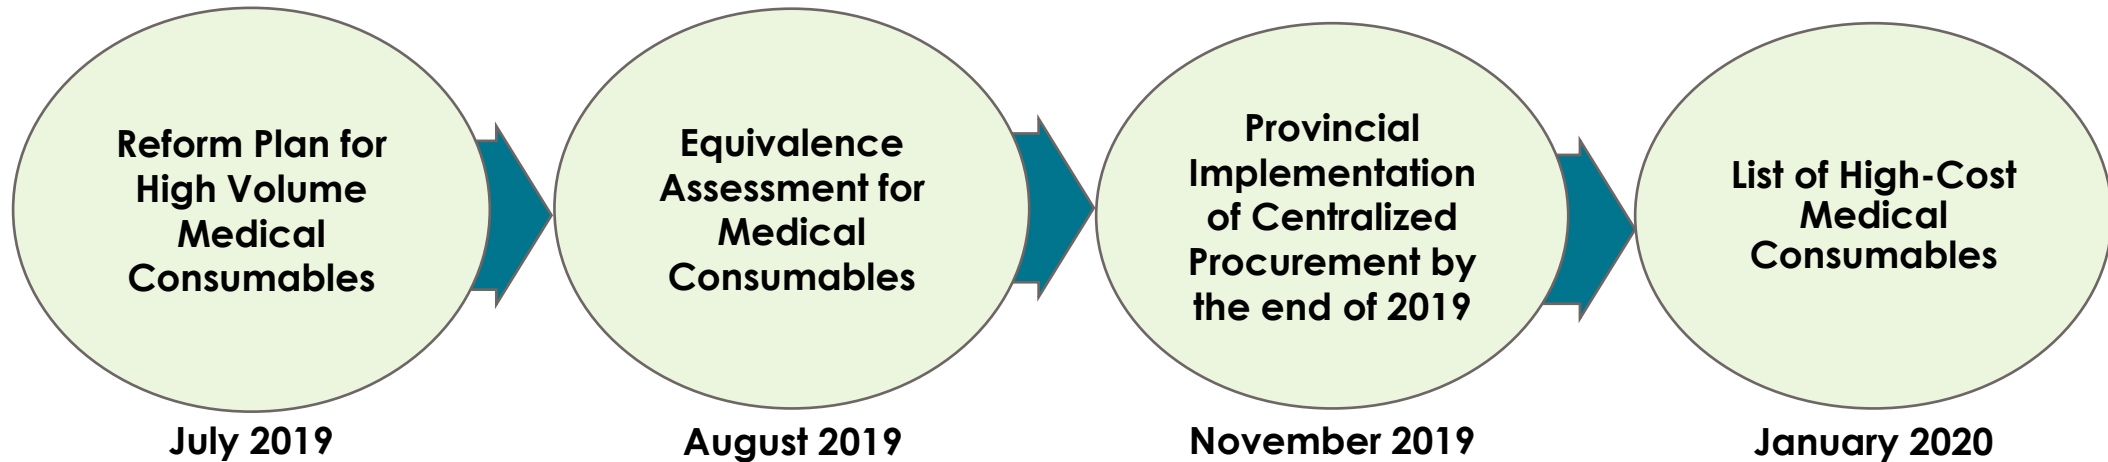 Reform Plan for
High Volume
Medical
Consumables
July 2019
Equivalence
Assessment for
Medical
Consumables
August 2019
Provincial
Implementation
of Centralized
Procurement by
the end of 2019
November 2019
List of High-Cost
Medical
Consumables
January 2020